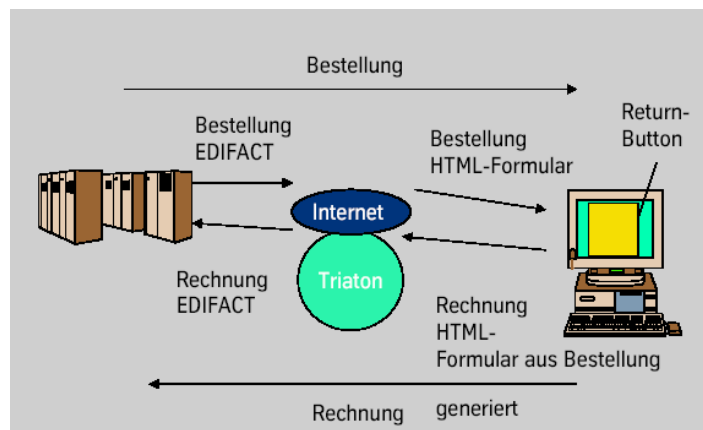 Bestellung
Return-
Button
Bestellung
EDIFACT
Bestellung
HTML-Formular
Internet
Triaton
Rechnung
EDIFACT
Rechnung
HTML-
Formular aus Bestellung
generiert
Rechnung